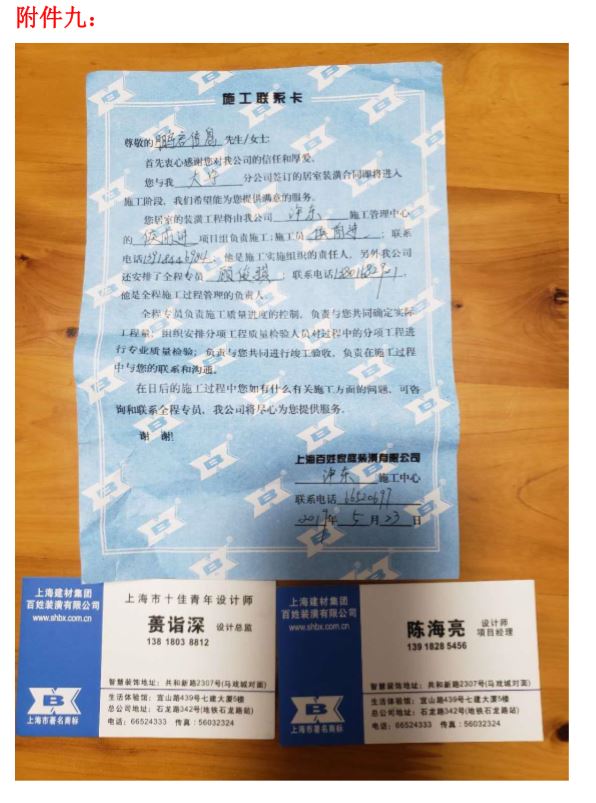 附件九：
施工联系卡
尊敬的 鹏君信息 先生/女士:
首先衷心感谢您对我公司的信任和厚爱。
您与我 大宁 分公司签订的居室装潢合同即将进入
施工阶段，我们希望能为您提供满意的服务。
您居室的装潢工程将由我公司 沪东 施工管理中心
的 项目组负责施工;施工员 ；联系
电话 ，他是施工实施组织的责任人，另外我公司
还安排了全程专员 顾俊骏 ；联系电话 ，
他是全程施工过程管理的负责人。
全程专员负责施工质量进度的控制，负责与您共同确定实际
工程量，组织安排分项工程质量检验人员对过程中的分项工程进
行专业质量检验；负责与您共同进行竣工验收，负责在施工过程
中与您的联系和沟通。
在日后的施工过程中您如有什么有关施工方面的问题，可咨
询和联系全程专员，我公司将尽心为您提供服务。
谢 谢!
上海百姓家庭装潢有限公司
沪东 施工中心
联系电话 66520697
2019年 5 月 23 日
上海建材集团
百姓装潢有限公司
www.shbx.com.cn
上海市著名商标
上海市十佳青年设计师
蒉诣深 设计总监
138 1803 8812
智慧装饰地址：共和新路2307号(马戏城对面)
生活体验馆：宜山路439号七建大厦5楼
总公司地址：石龙路342号(地铁石龙路站)
电话：66524333 传真：56032324
上海建材集团
百姓装潢有限公司
www.shbx.com.cn
上海市著名商标
陈海亮 设计师
项目经理
139 1828 5456
智慧装饰地址：共和新路2307号(马戏城对面)
生活体验馆：宜山路439号七建大厦5楼
总公司地址：石龙路342号(地铁石龙路站)
电话：66524333 传真：56032324